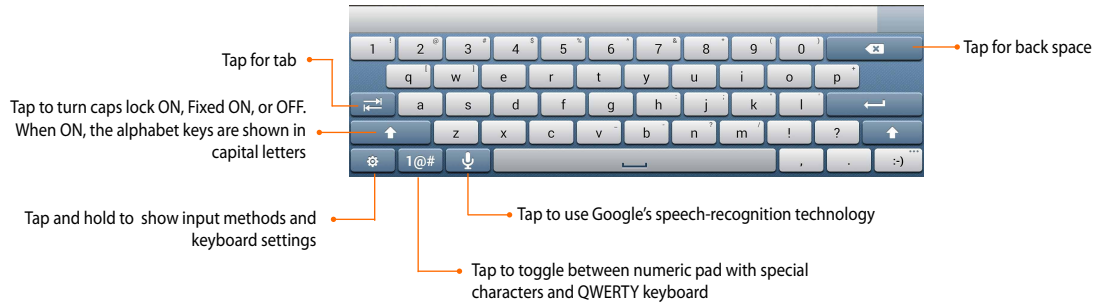 1 ! 2 @ 3 # 4 $ 5 % 6 ^ 7 & 8 * 9 ( 0 )
Tap for back space
Tap for tab
q [ w ] e r t y u i o p +
a s d f g h : j ; k l
Tap to turn caps lock ON, Fixed ON, or OFF.
When ON, the alphabet keys are shown in
capital letters
z x c v _ b - n ? m / ! ?
1@# , . :-) ...
Tap and hold to show input methods and
keyboard settings
Tap to use Google's speech-recognition technology
Tap to toggle between numeric pad with special
characters and QWERTY keyboard